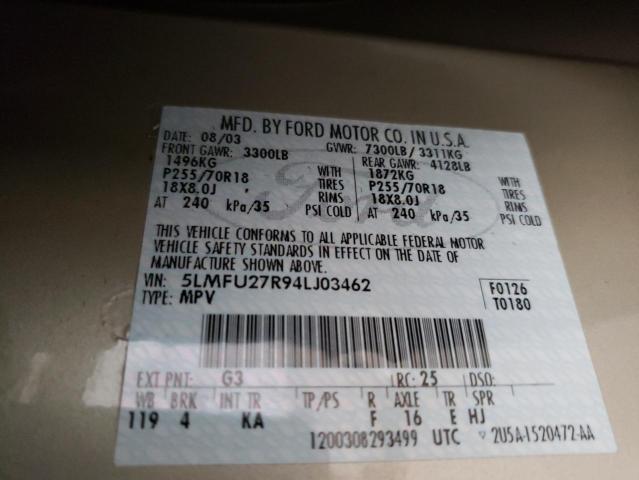 MFD. BY FORD MOTOR CO. IN U.S.A.
DATE: 08/03 GVWR: 7300LB/ 3311KG
FRONT GAWR: 3300LB REAR GAWR: 4128LB
1496KG WITH 1872KG WITH
P255/70R18 TIRES P255/70R18 TIRES
18X8.0J RIMS 18X8.0J RIMS
AT 240 kPa/35 PSI COLD AT 240 kPa/35 PSI COLD
Ford
THIS VEHICLE CONFORMS TO ALL APPLICABLE FEDERAL MOTOR
VEHICLE SAFETY STANDARDS IN EFFECT ON THE DATE OF
MANUFACTURE SHOWN ABOVE.
VIN: 5LMFU27R94LJ03462 F0126
TYPE: MPV T0180
EXT PNT: G3 RC: 25 DSO:
WB BRK INT TR TP/PS R AXLE TR SPR
119 4 KA F 16 E HJ
1200308293499 UTC ▽ 2U5A-1520472-AA